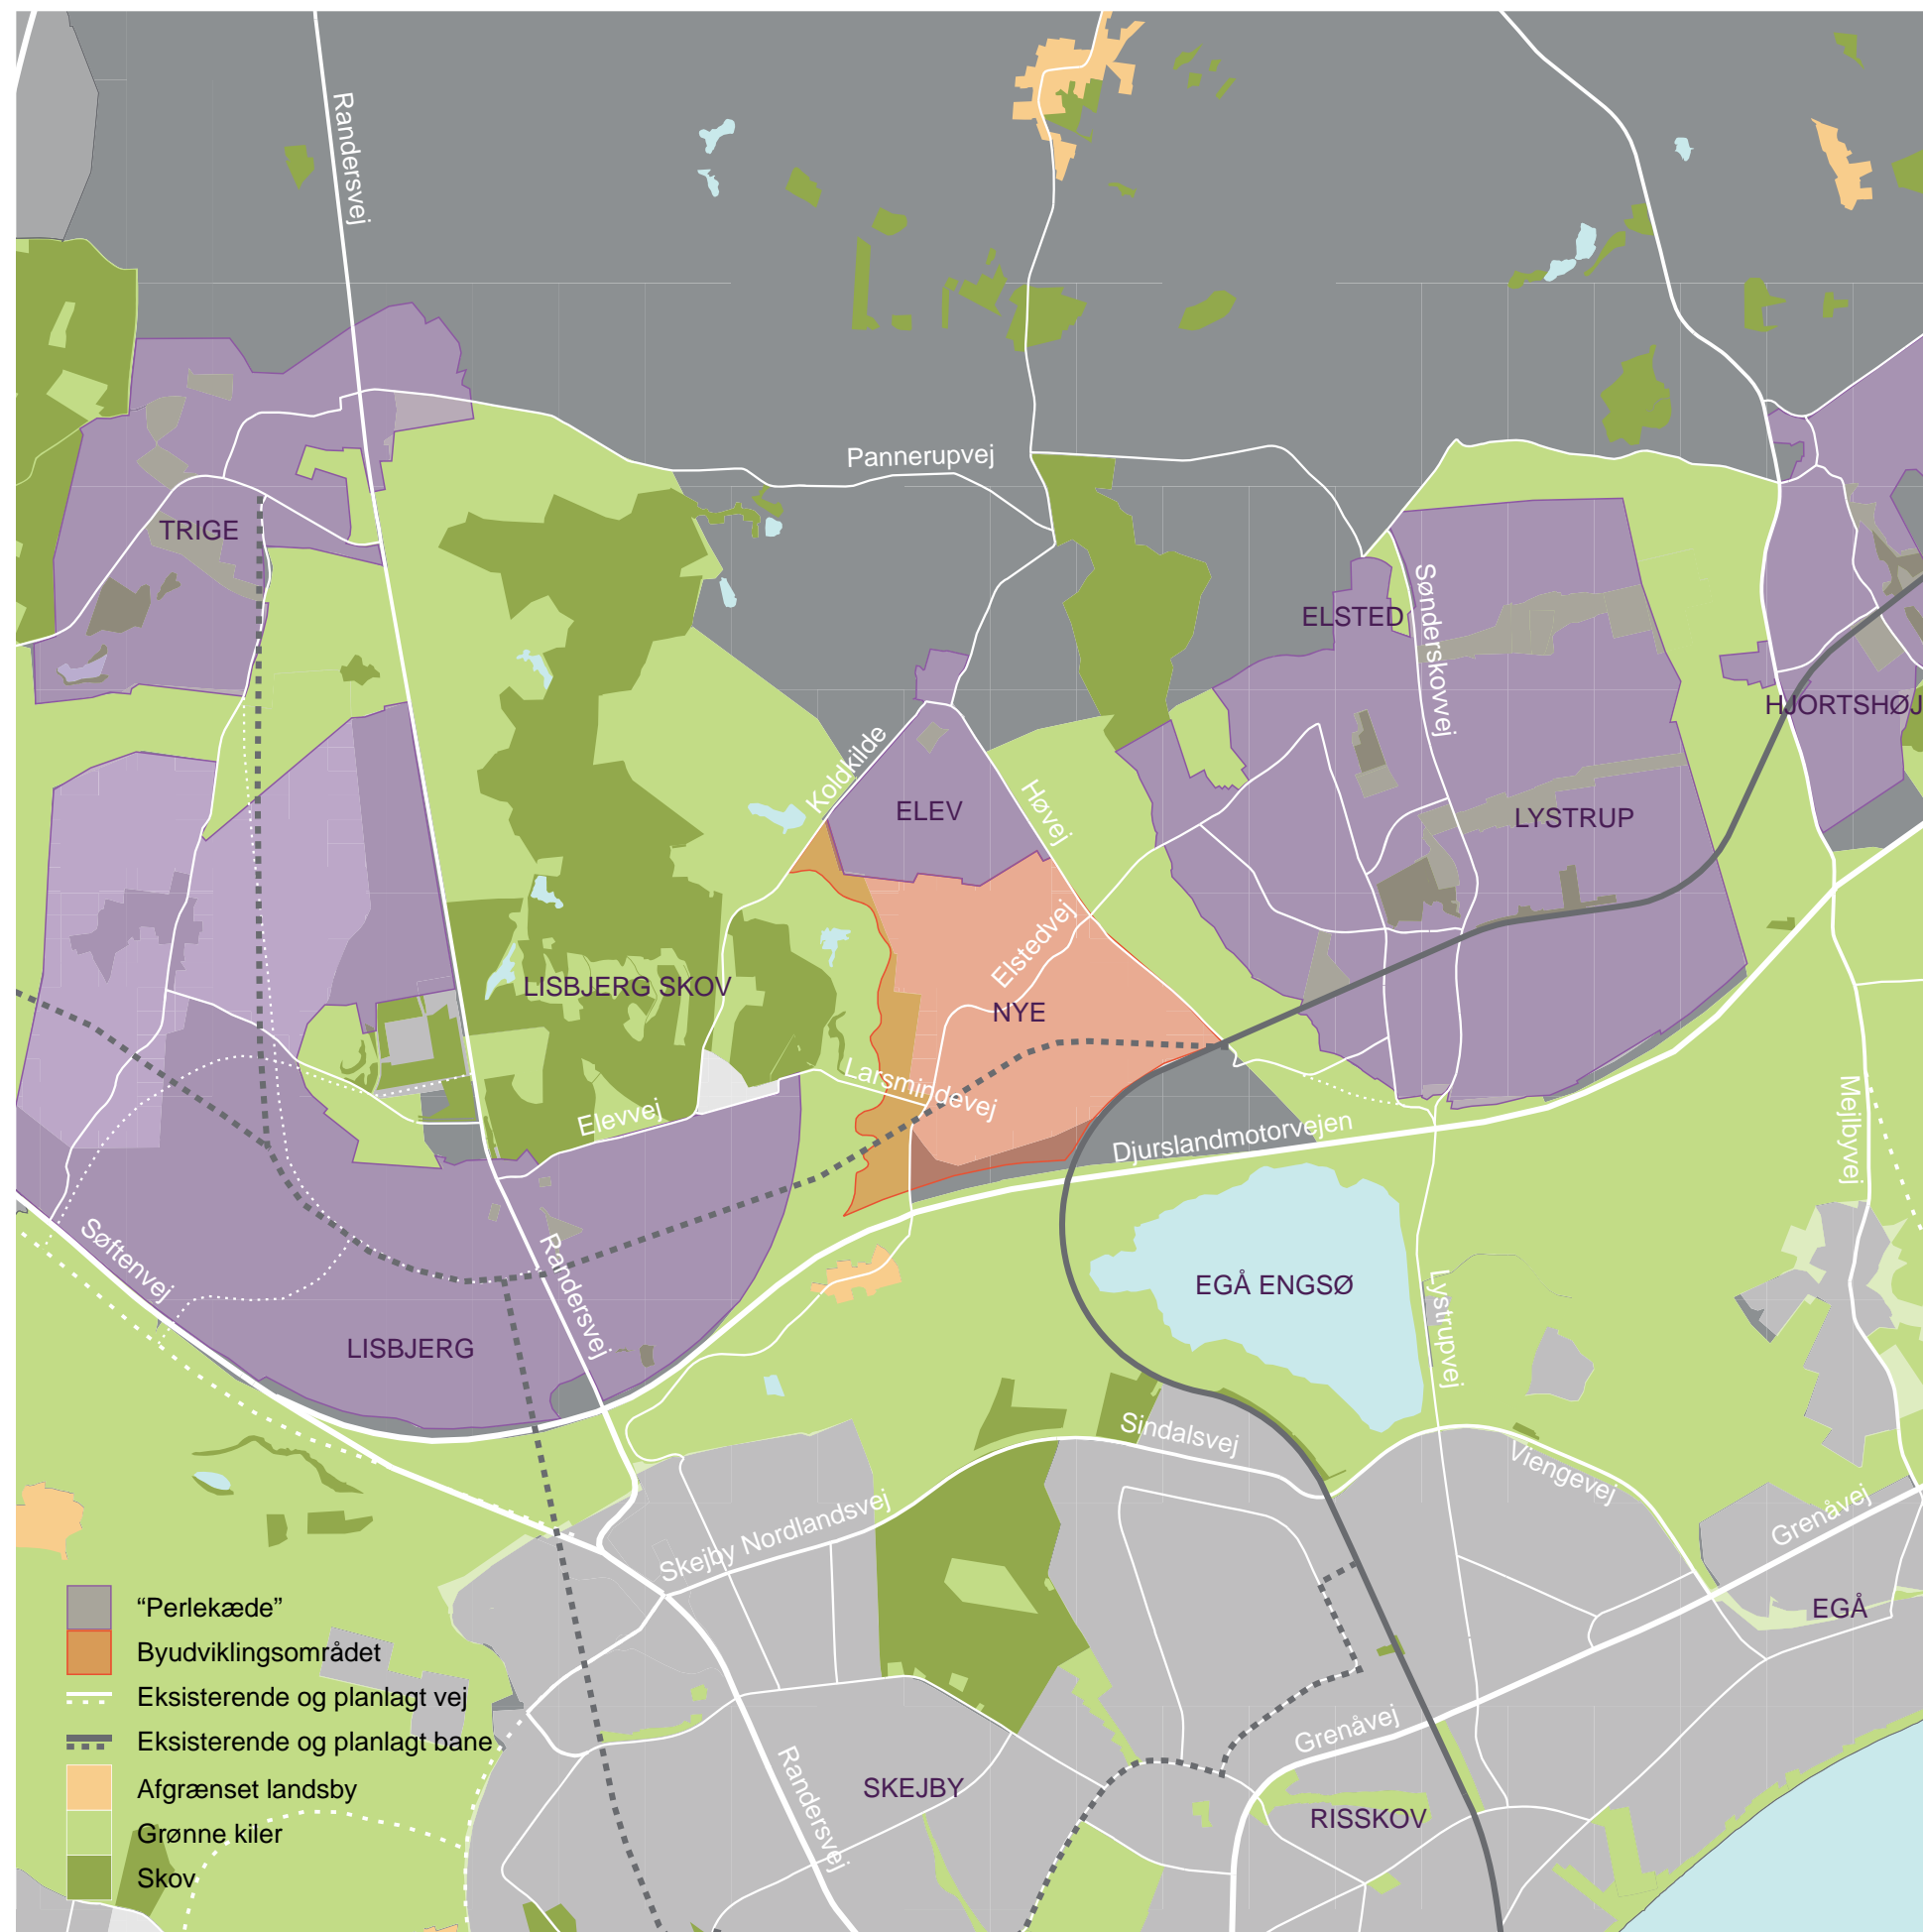 Randersvej
Pannerupvej
TRIGE
Sønderskovvej
ELSTED
HJORTSHØJ
Koldkilde
ELEV
Høvej
LYSTRUP
Elstedvej
LISBJERG SKOV
NYE
Larsmindevej
Elevvej
Djurslandmotorvejen
Mejlbyvej
Søftenvej
Randersvej
EGÅ ENGSØ
Lystrupvej
LISBJERG
Sindalsvej
Viengevej
Skejby Nordlandsvej
Grenåvej
EGÅ
“Perlekæde”
Byudviklingsområdet
Eksisterende og planlagt vej
Eksisterende og planlagt bane
Afgrænset landsby
Grønne kiler
Skov
Grenåvej
Randersvej
SKEJBY
RISSKOV